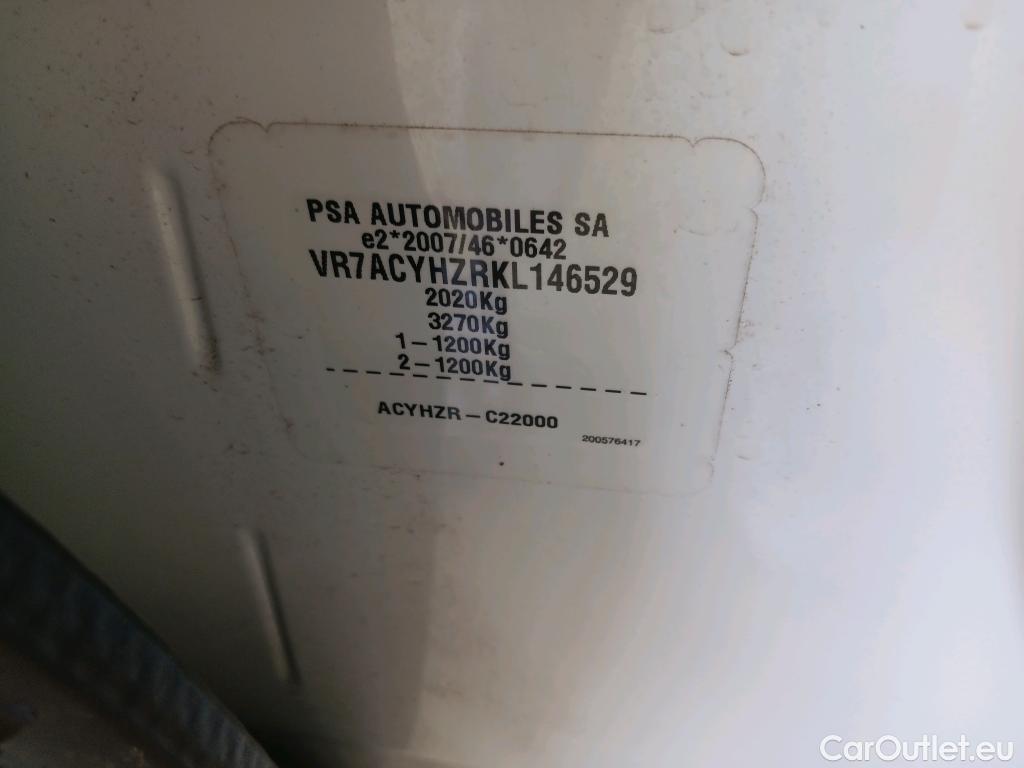 PSA AUTOMOBILES SA
e2*2007/46*0642
VR7ACYHZRKL146529
2020Kg
3270Kg
1-1200Kg
2-1200Kg
ACYHZR-C22000
200576417
CarOutlet.eu